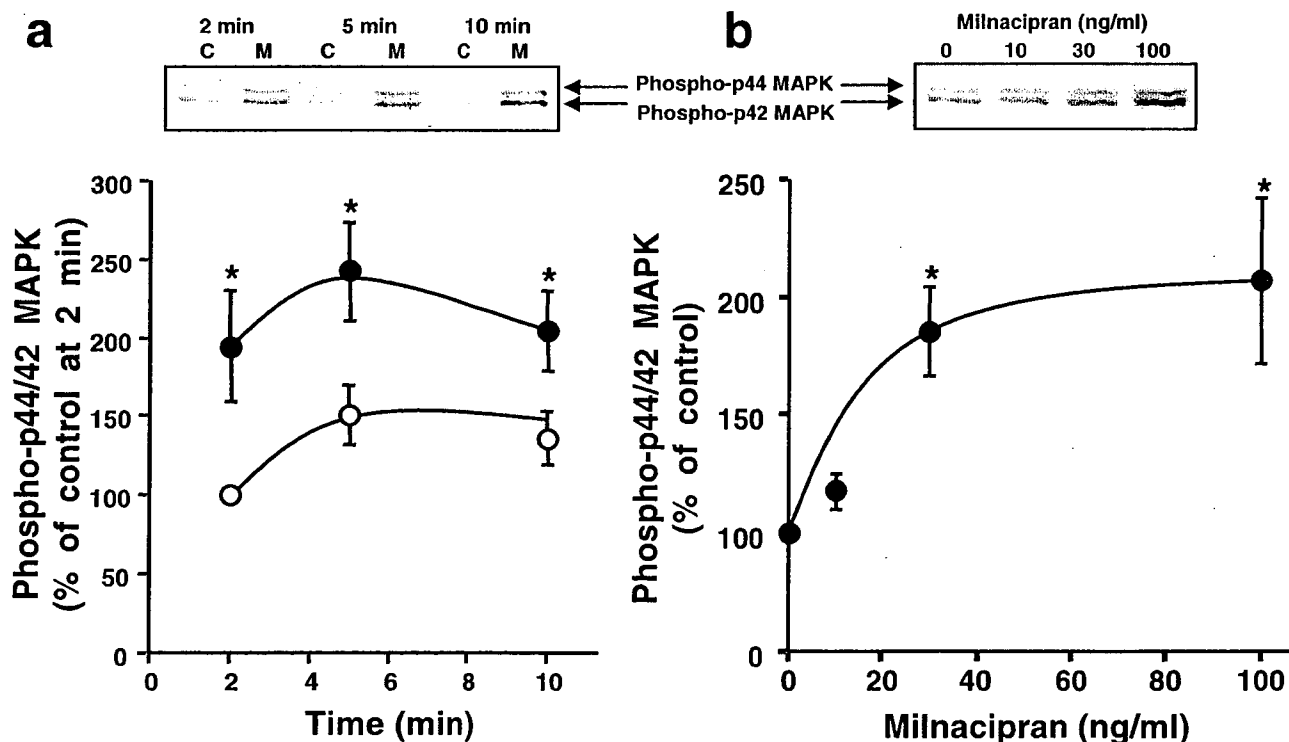 a
2 min 5 min 10 min
C M C M C M
b
Milnacipran (ng/ml)
0 10 30 100
Phospho-p44 MAPK
Phospho-p42 MAPK
Phospho-p44/42 MAPK
(% of control at 2 min)
300
250
200
150
100
50
0
0 2 4 6 8 10
Time (min)
* * *
Phospho-p44/42 MAPK
(% of control)
250
200
150
100
0
0 20 40 60 80 100
Milnacipran (ng/ml)
* *